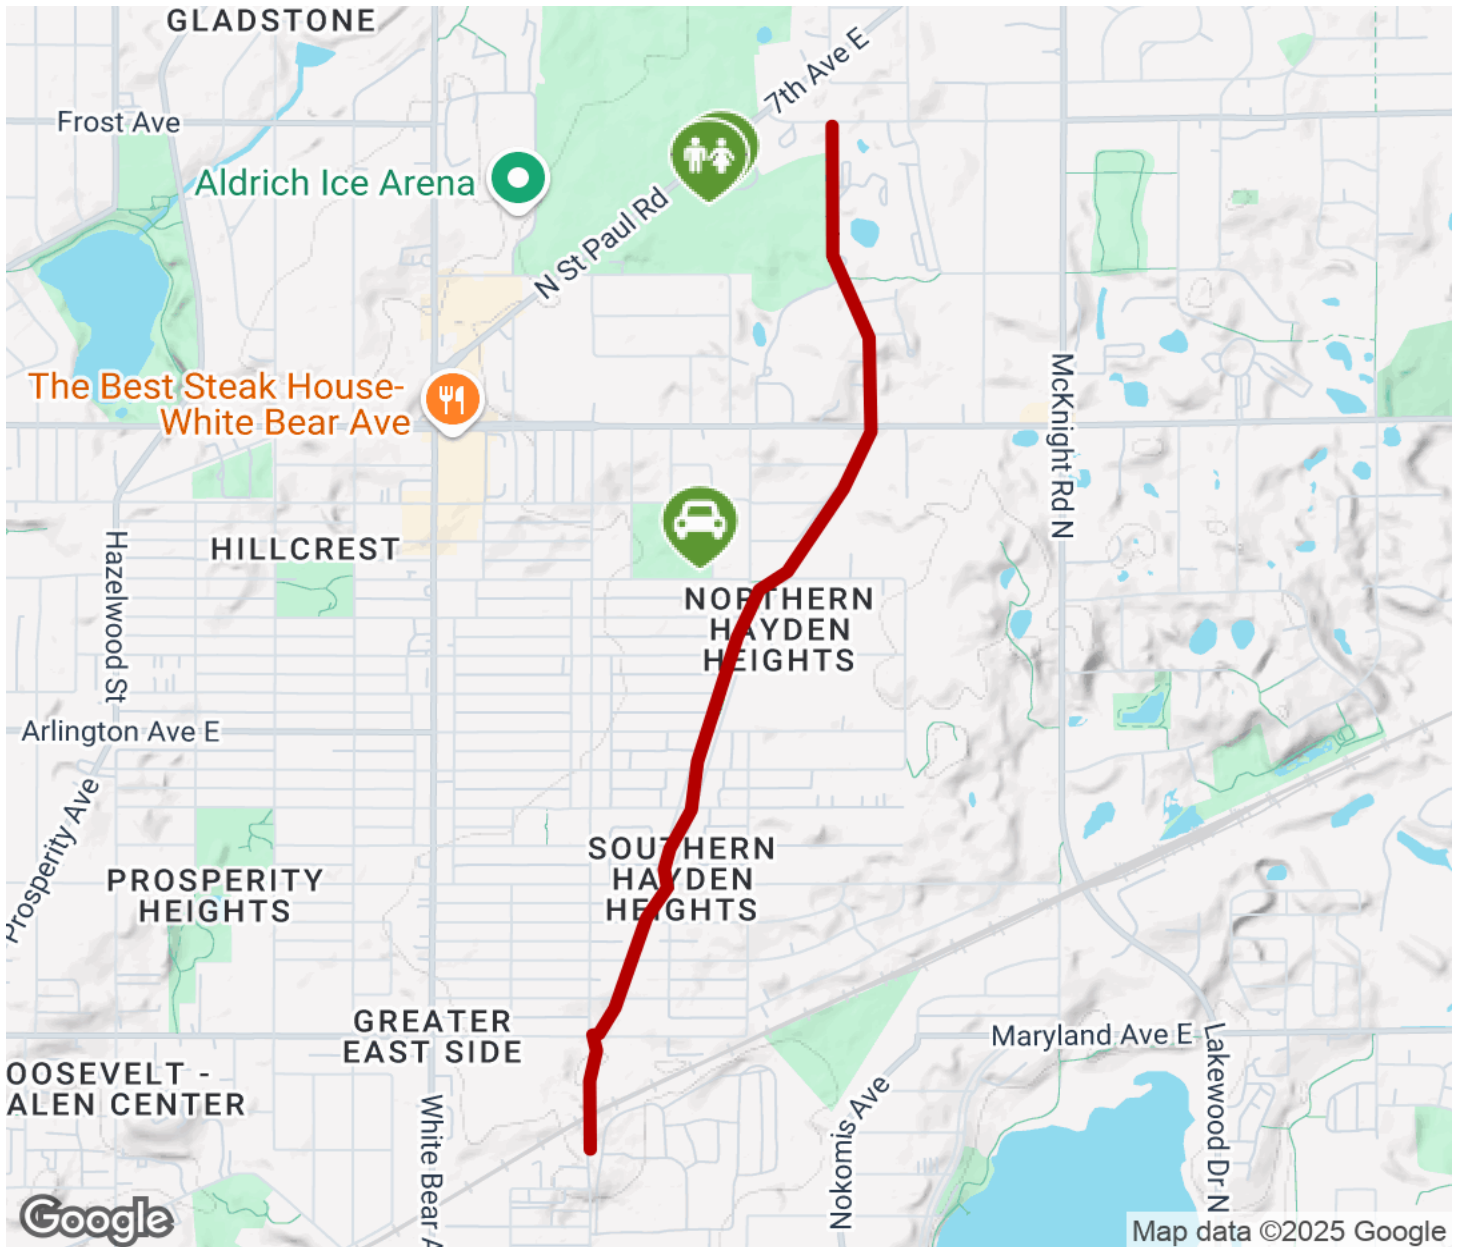 GLADSTONE
7th Ave E
Frost Ave
Aldrich Ice Arena
N St Paul Rd
The Best Steak House-
White Bear Ave
McKnight Rd N
HILLCREST
Hazelwood St
NORTHERN
HAYDEN
HEIGHTS
Arlington Ave E
Prosperity Ave
SOUTHERN
HAYDEN
HEIGHTS
PROSPERITY
HEIGHTS
GREATER
EAST SIDE
Maryland Ave E
OOSEVELT -
ALEN CENTER
White Bear A
Nokomis Ave
Nokon
Lakewood Dr N
Google
Map data ©2025 Google